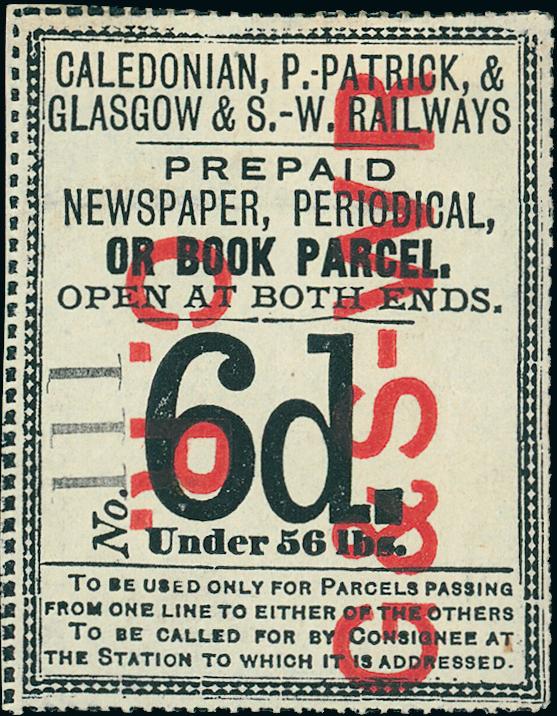 CALEDONIAN, P.-PATRICK, &
GLASGOW & S.-W. RAILWAYS
PREPAID
NEWSPAPER, PERIODICAL,
OR BOOK PARCEL.
OPEN AT BOTH ENDS.
6d.
No. 111
Under 56 lbs.
TO BE USED ONLY FOR PARCELS PASSING
FROM ONE LINE TO EITHER OF THE OTHERS
TO BE CALLED FOR BY CONSIGNEE AT
THE STATION TO WHICH IT IS ADDRESSED.
G&S-WR